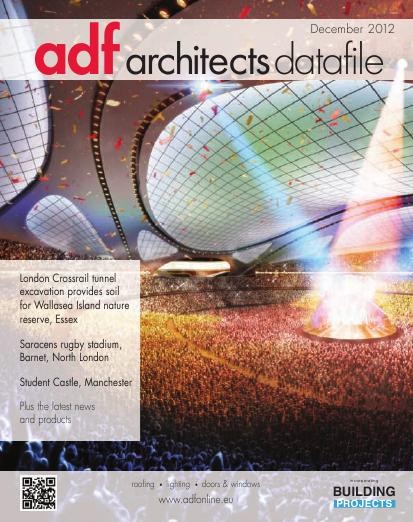 December 2012
adf architects datafile
London Crossrail tunnel
excavation provides soil
for Wallasea Island nature
reserve, Essex
Saracens rugby stadium,
Barnet, North London
Student Castle, Manchester
Plus the latest news
and products
roofing • lighting • doors & windows
www.adfonline.eu
incorporating
BUILDING
PROJECTS